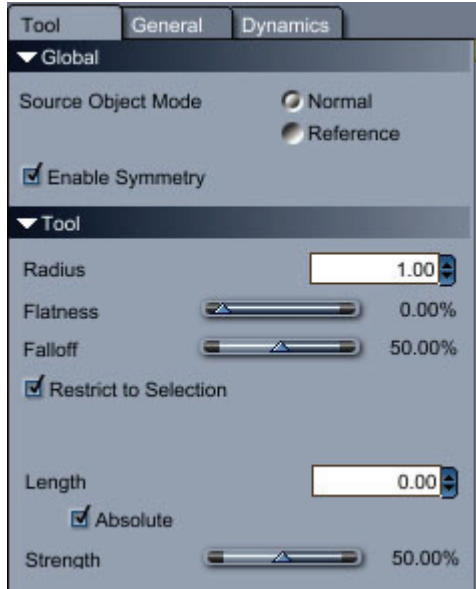 Tool General Dynamics
Global
Source Object Mode Normal
Reference
Enable Symmetry
Tool
Radius 1.00
Flatness 0.00%
Falloff 50.00%
Restrict to Selection
Length 0.00
Absolute
Strength 50.00%